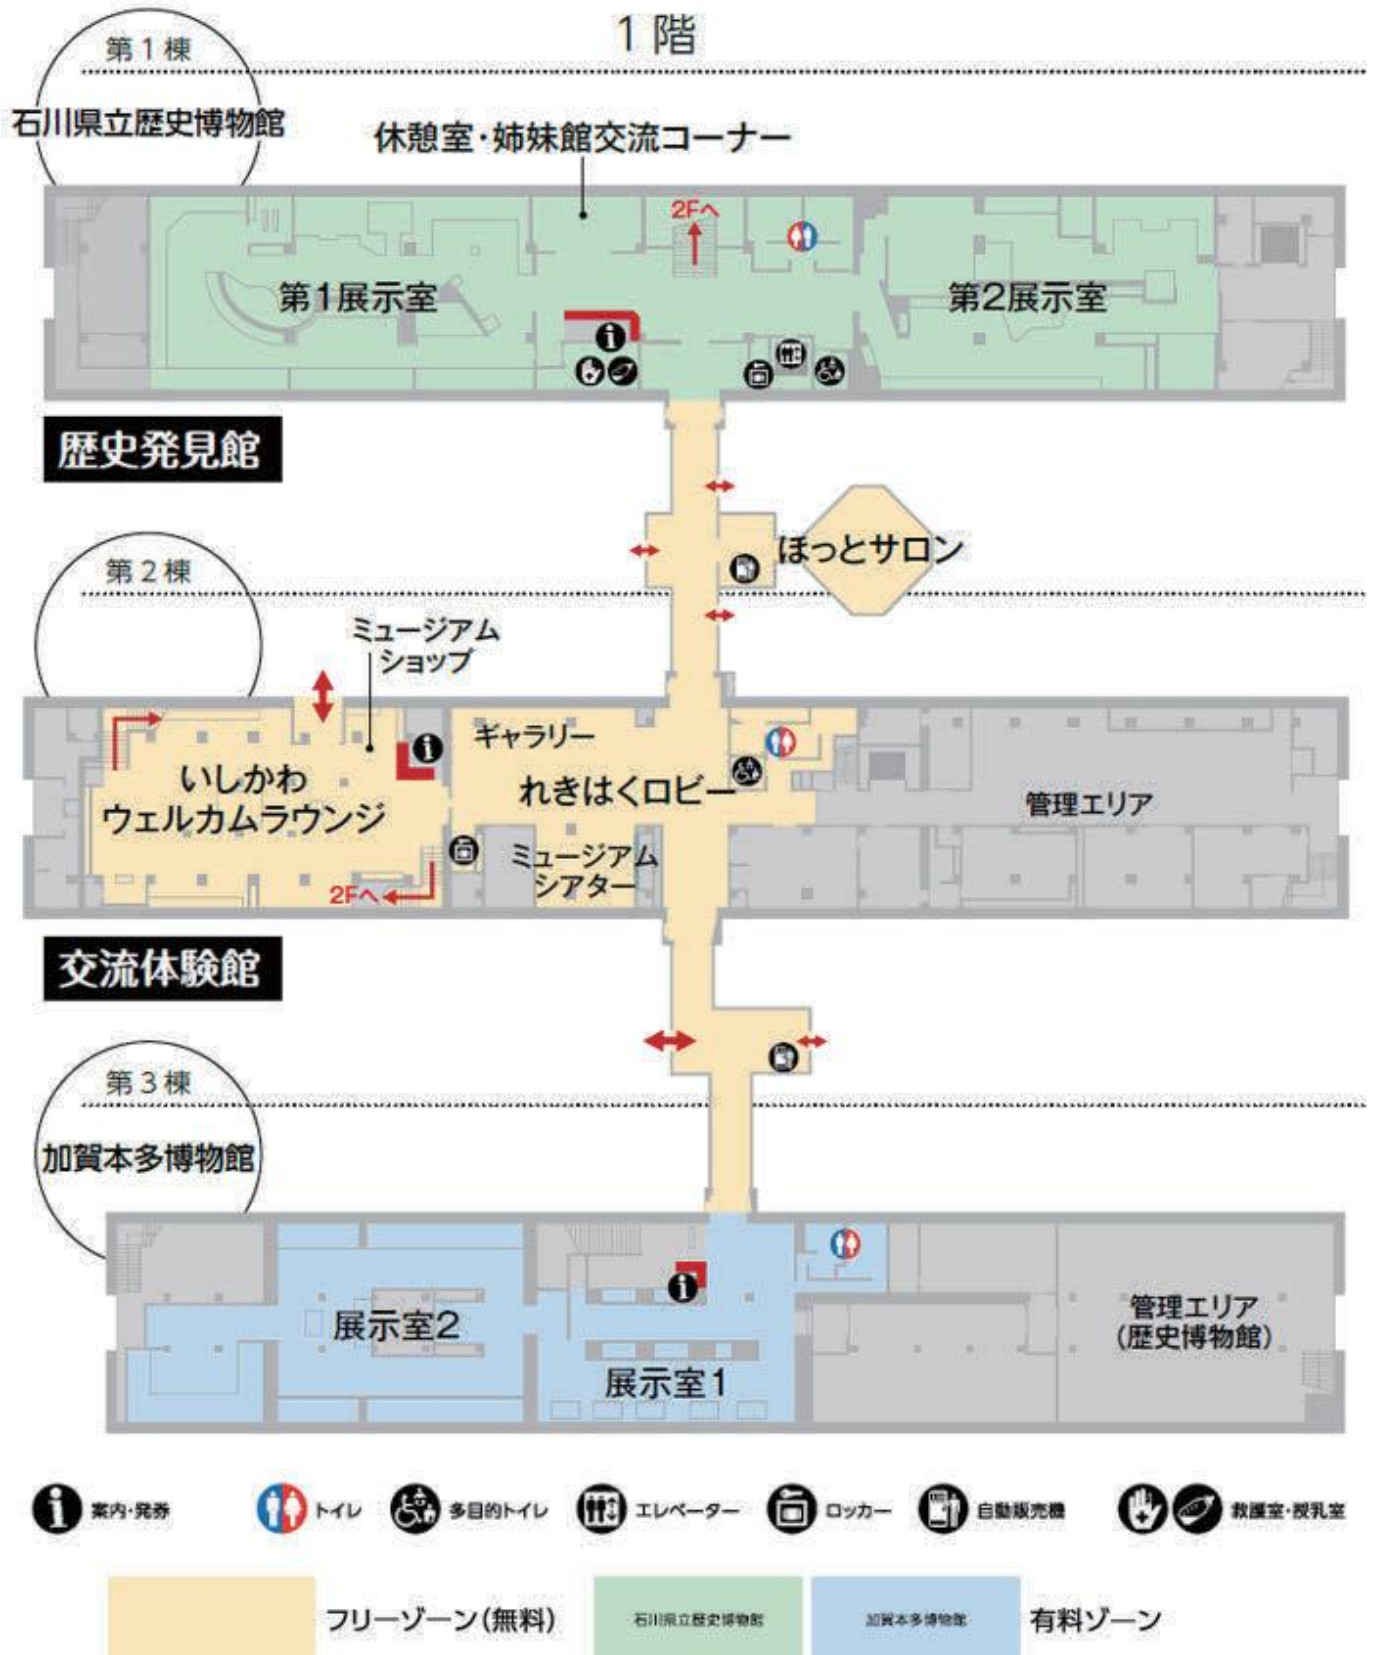 1階
第1棟
石川県立歴史博物館
休憩室・姉妹館交流コーナー
2Fへ
第1展示室
第2展示室
歴史発見館
ほっとサロン
第2棟
ミュージアム
ショップ
ギャラリー
いしかわ
ウェルカムラウンジ
れきはくロビー
管理エリア
ミュージアム
シアター
2Fへ
交流体験館
第3棟
加賀本多博物館
展示室2
展示室1
管理エリア
(歴史博物館)
案内・発券
トイレ
多目的トイレ
エレベーター
ロッカー
自動販売機
救護室・授乳室
フリーゾーン(無料)
石川県立歴史博物館
加賀本多博物館
有料ゾーン